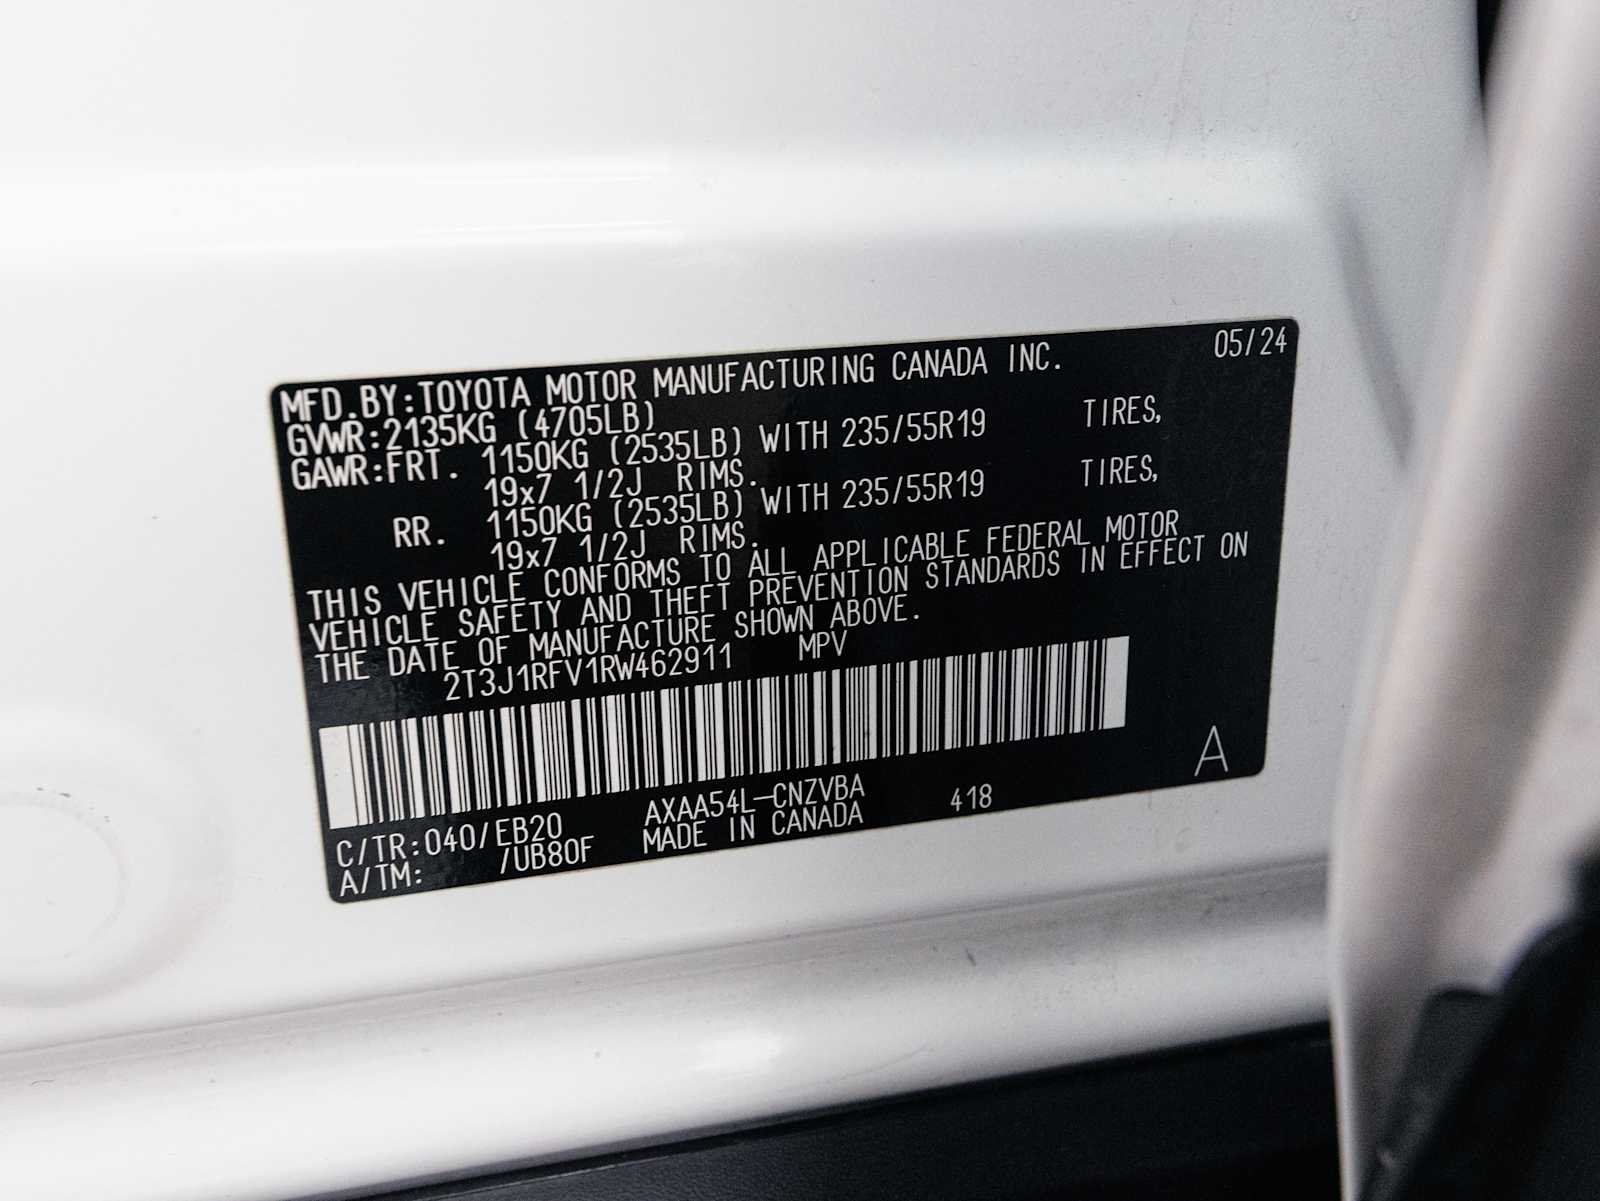 05/24
MFD.BY:TOYOTA MOTOR MANUFACTURING CANADA INC.
GVWR:2135KG (4705LB)
GAWR:FRT. 1150KG (2535LB) WITH 235/55R19 TIRES,
19x7 1/2J RIMS.
RR. 1150KG (2535LB) WITH 235/55R19 TIRES,
19x7 1/2J RIMS.
THIS VEHICLE CONFORMS TO ALL APPLICABLE FEDERAL MOTOR
VEHICLE SAFETY AND THEFT PREVENTION STANDARDS IN EFFECT ON
THE DATE OF MANUFACTURE SHOWN ABOVE.
2T3J1RFV1RW462911 MPV
C/TR:040/EB20 AXAA54L-CNZVBA 418 A
A/TM: /UB80F MADE IN CANADA